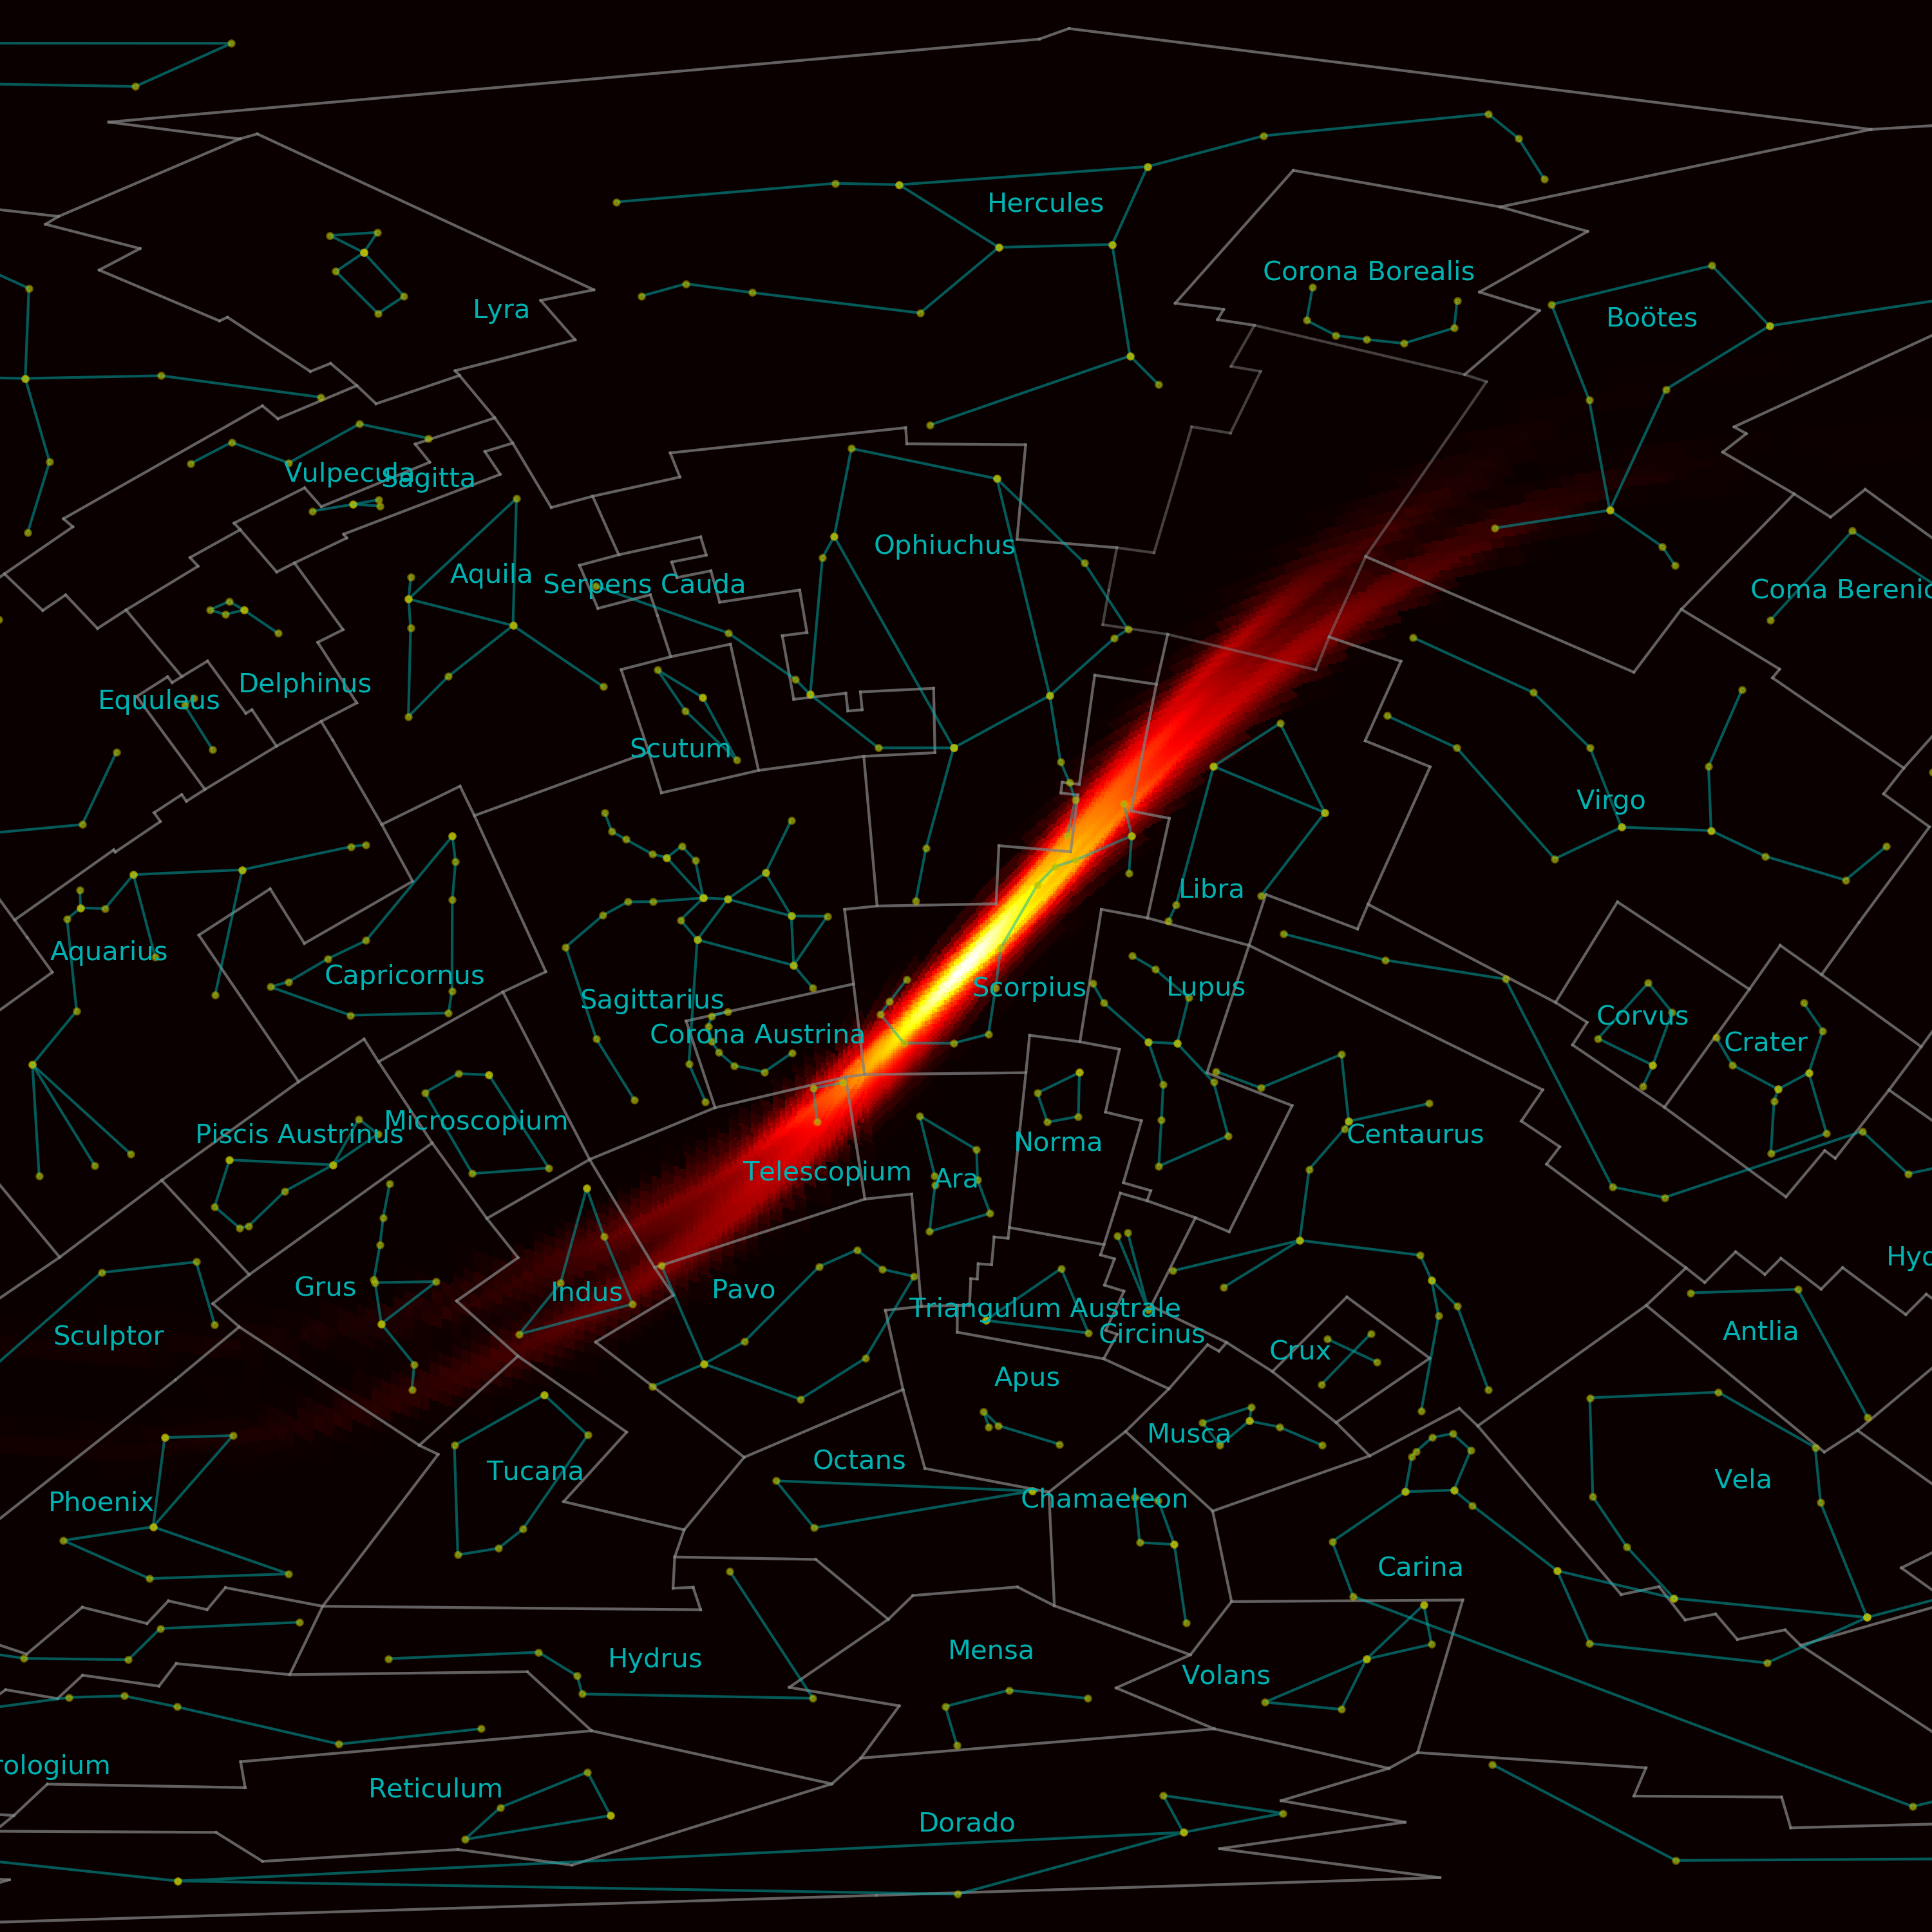 Hercules
Corona Borealis
Lyra
Boötes
Vulpecula
Sagitta
Ophiuchus
Aquila
Serpens Cauda
Coma Berenic
Delphinus
Equuleus
Scutum
Virgo
Libra
Aquarius
Capricornus
Sagittarius
Scorpius
Lupus
Corvus
Corona Austrina
Crater
Microscopium
Piscis Austrinus
Norma
Centaurus
Telescopium
Ara
Hyd
Grus
Indus
Pavo
Triangulum Australe
Sculptor
Circinus
Antlia
Crux
Apus
Musca
Octans
Tucana
Vela
Phoenix
Chamaeleon
Carina
Hydrus
Mensa
Volans
rologium
Reticulum
Dorado